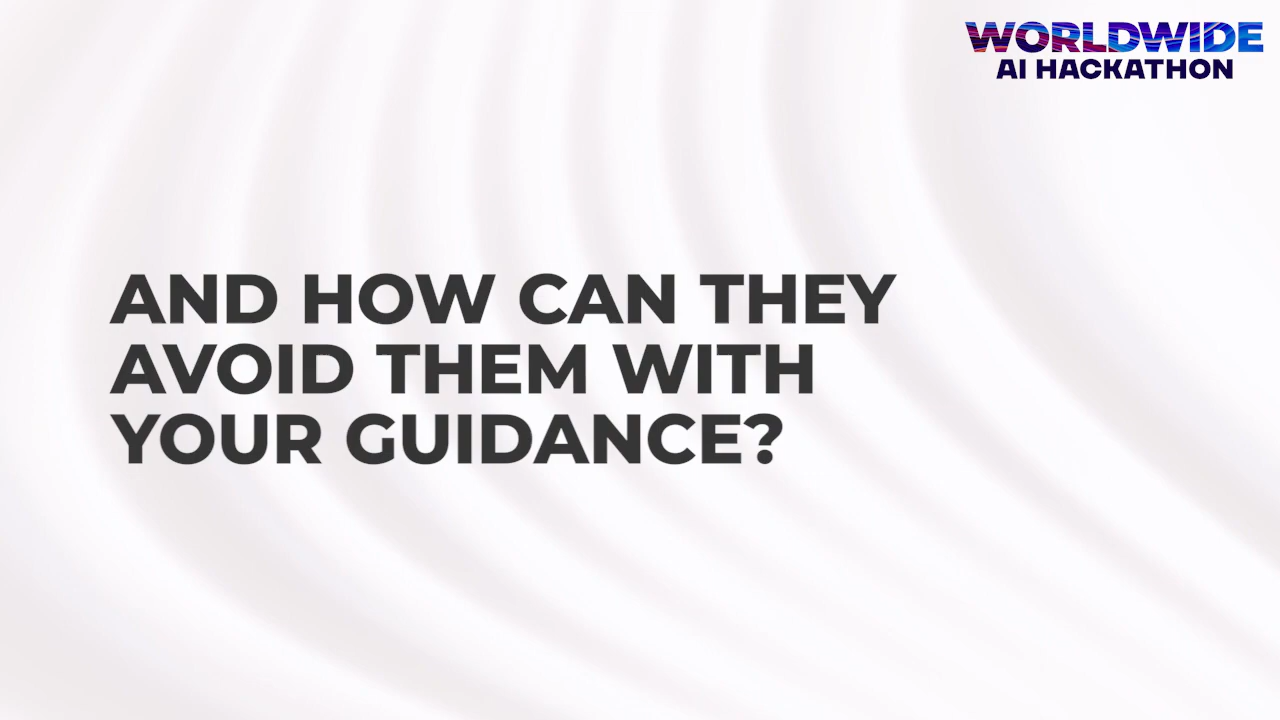 WORLDWIDE
AI HACKATHON
AND HOW CAN THEY
AVOID THEM WITH
YOUR GUIDANCE?